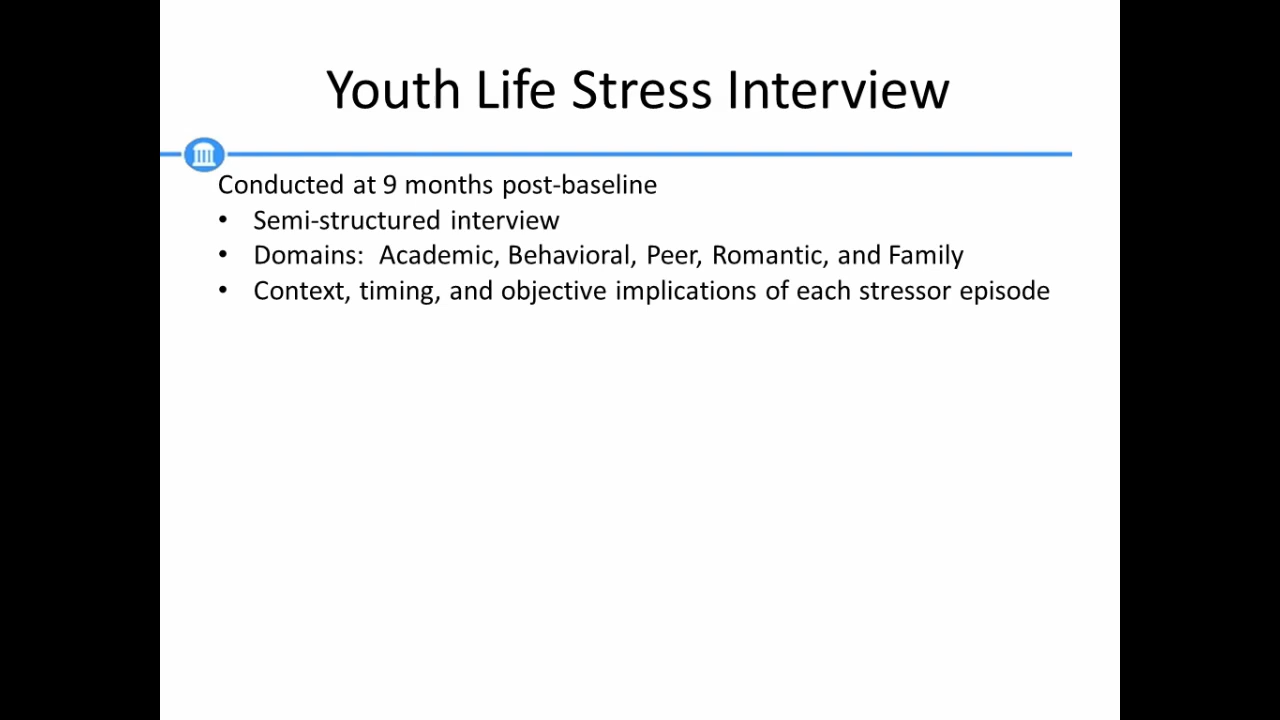 Youth Life Stress Interview
Conducted at 9 months post-baseline
• Semi-structured interview
• Domains:  Academic, Behavioral, Peer, Romantic, and Family
• Context, timing, and objective implications of each stressor episode